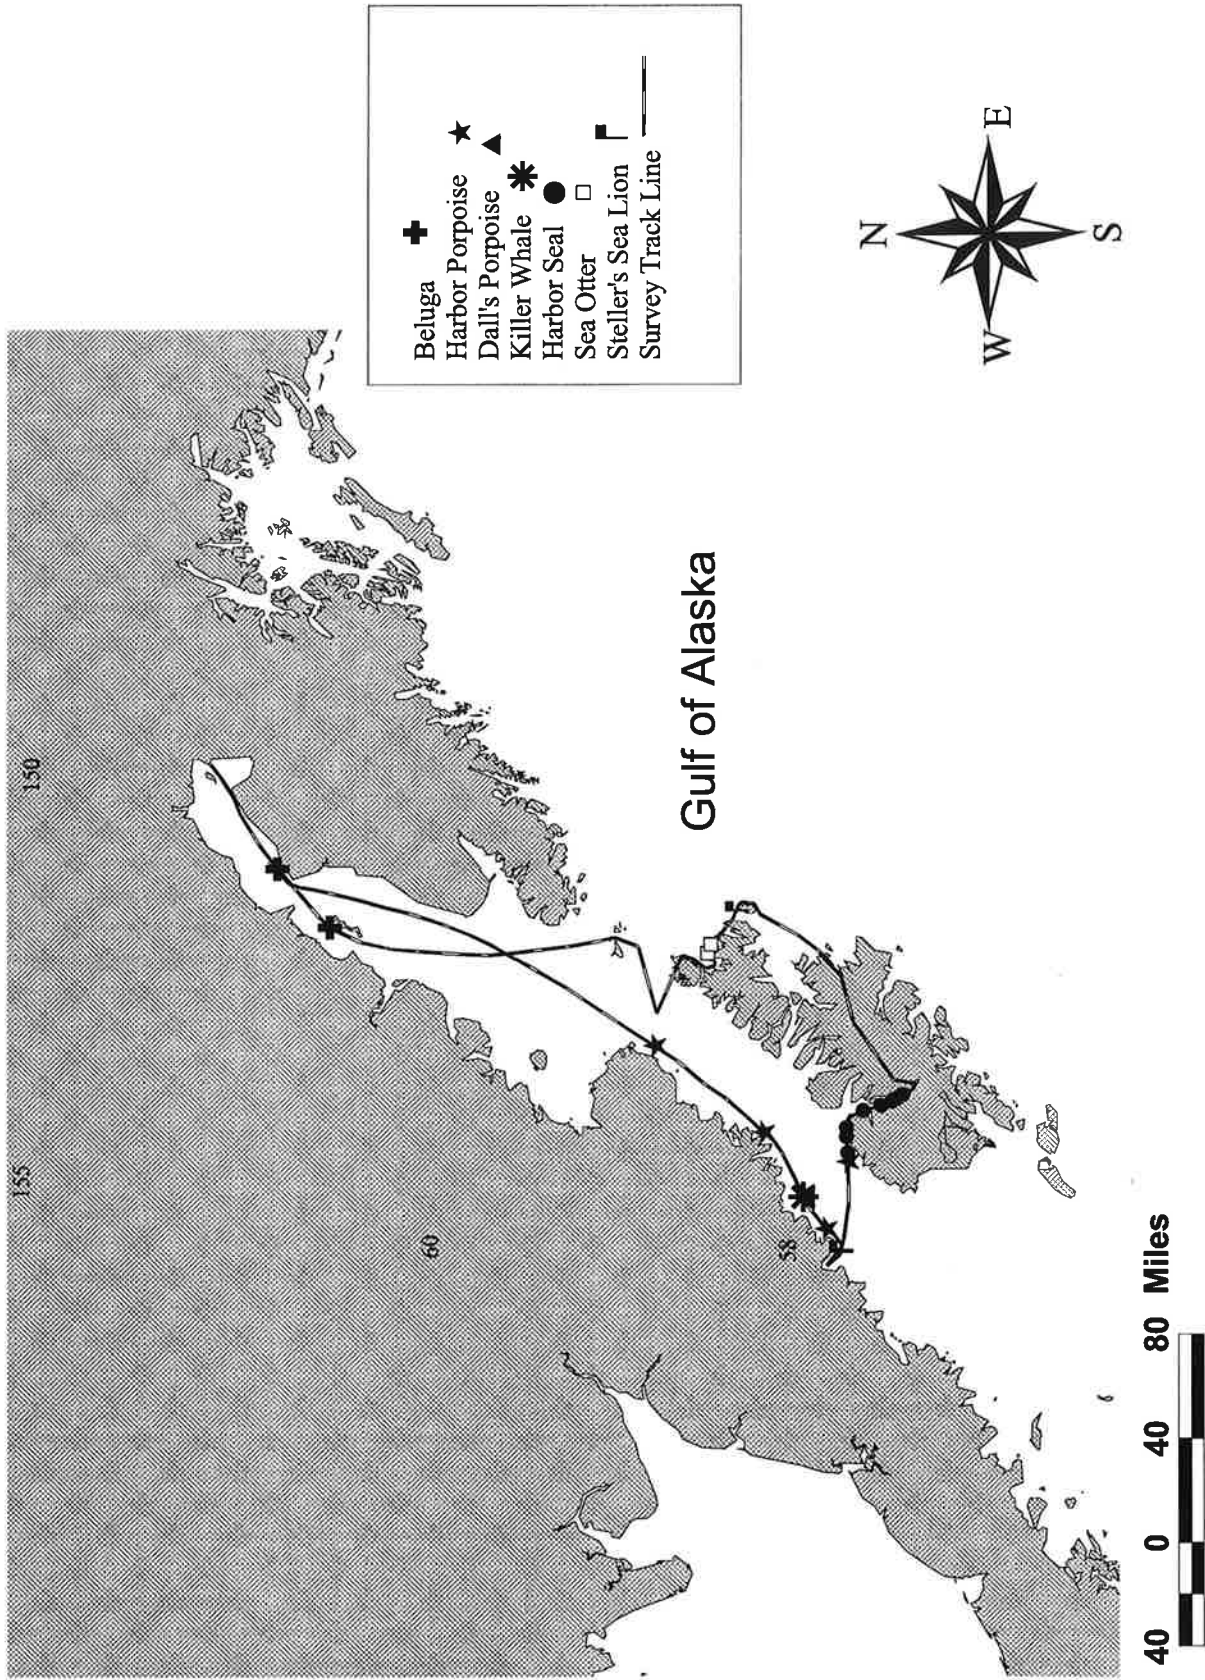 155
150
60
58
Gulf of Alaska
Beluga
Harbor Porpoise
Dall's Porpoise
Killer Whale
Harbor Seal
Sea Otter
Steller's Sea Lion
Survey Track Line
N
W
E
S
40 0 40 80 Miles